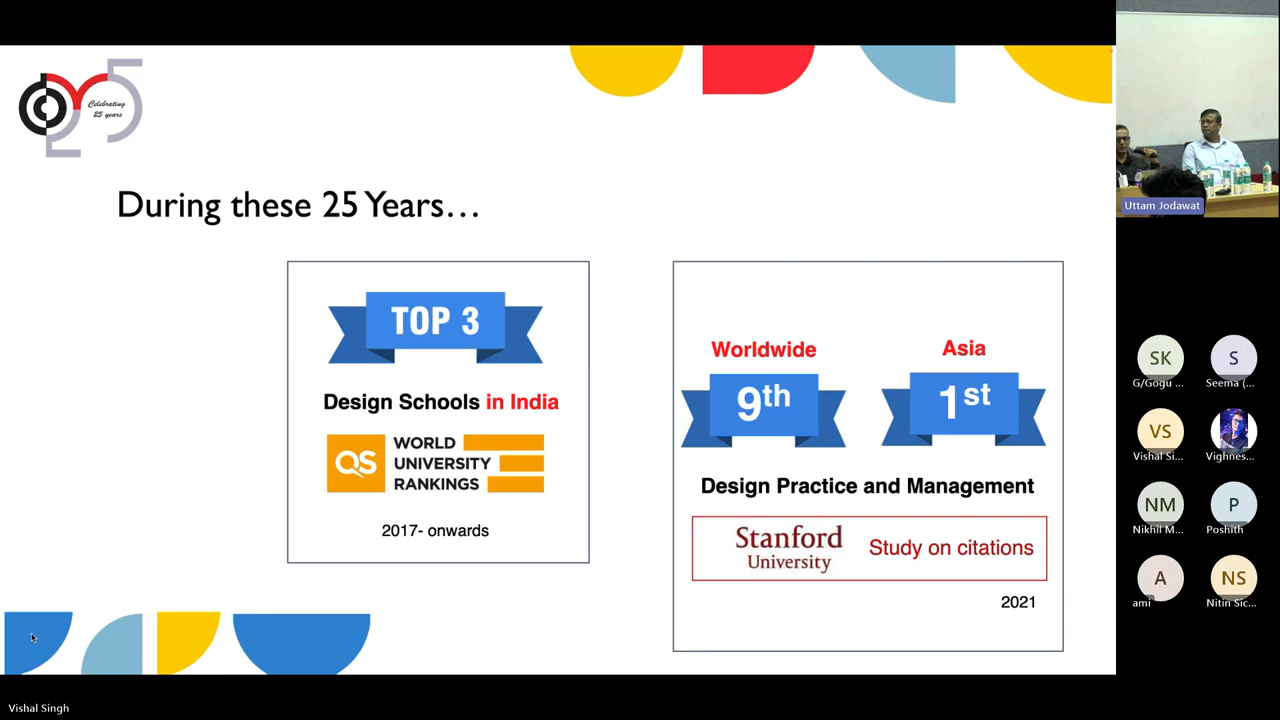 Celebrating
25 years
During these 25 Years...
TOP 3
Design Schools in India
QS
WORLD
UNIVERSITY
RANKINGS
2017- onwards
Worldwide
Asia
9th
1st
Design Practice and Management
Stanford
University
Study on citations
2021
Uttam Jodawat
SK
G/Gogu ...
S
Seema (...
VS
Vishal Si...
Vighnes...
NM
Nikhil M...
P
Poshith
A
ami
NS
Nitin Sic...
Vishal Singh